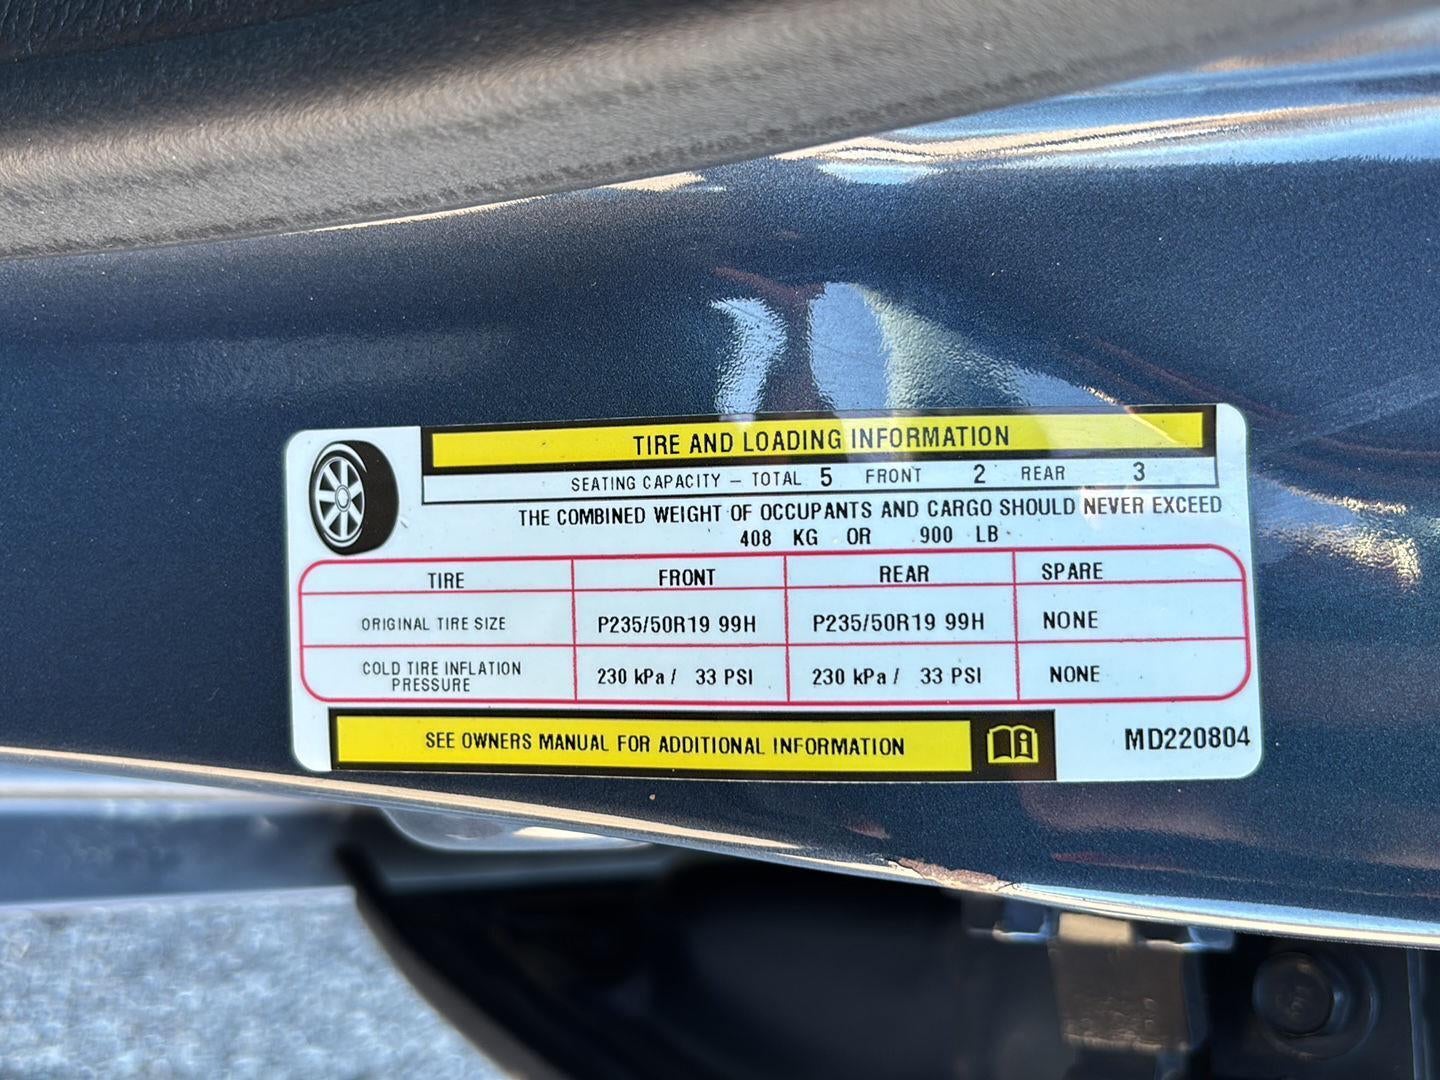 TIRE AND LOADING INFORMATION
SEATING CAPACITY – TOTAL 5 FRONT 2 REAR 3
THE COMBINED WEIGHT OF OCCUPANTS AND CARGO SHOULD NEVER EXCEED
408 KG OR 900 LB
TIRE FRONT REAR SPARE
ORIGINAL TIRE SIZE P235/50R19 99H P235/50R19 99H NONE
COLD TIRE INFLATION PRESSURE 230 kPa / 33 PSI 230 kPa / 33 PSI NONE
SEE OWNERS MANUAL FOR ADDITIONAL INFORMATION
MD220804